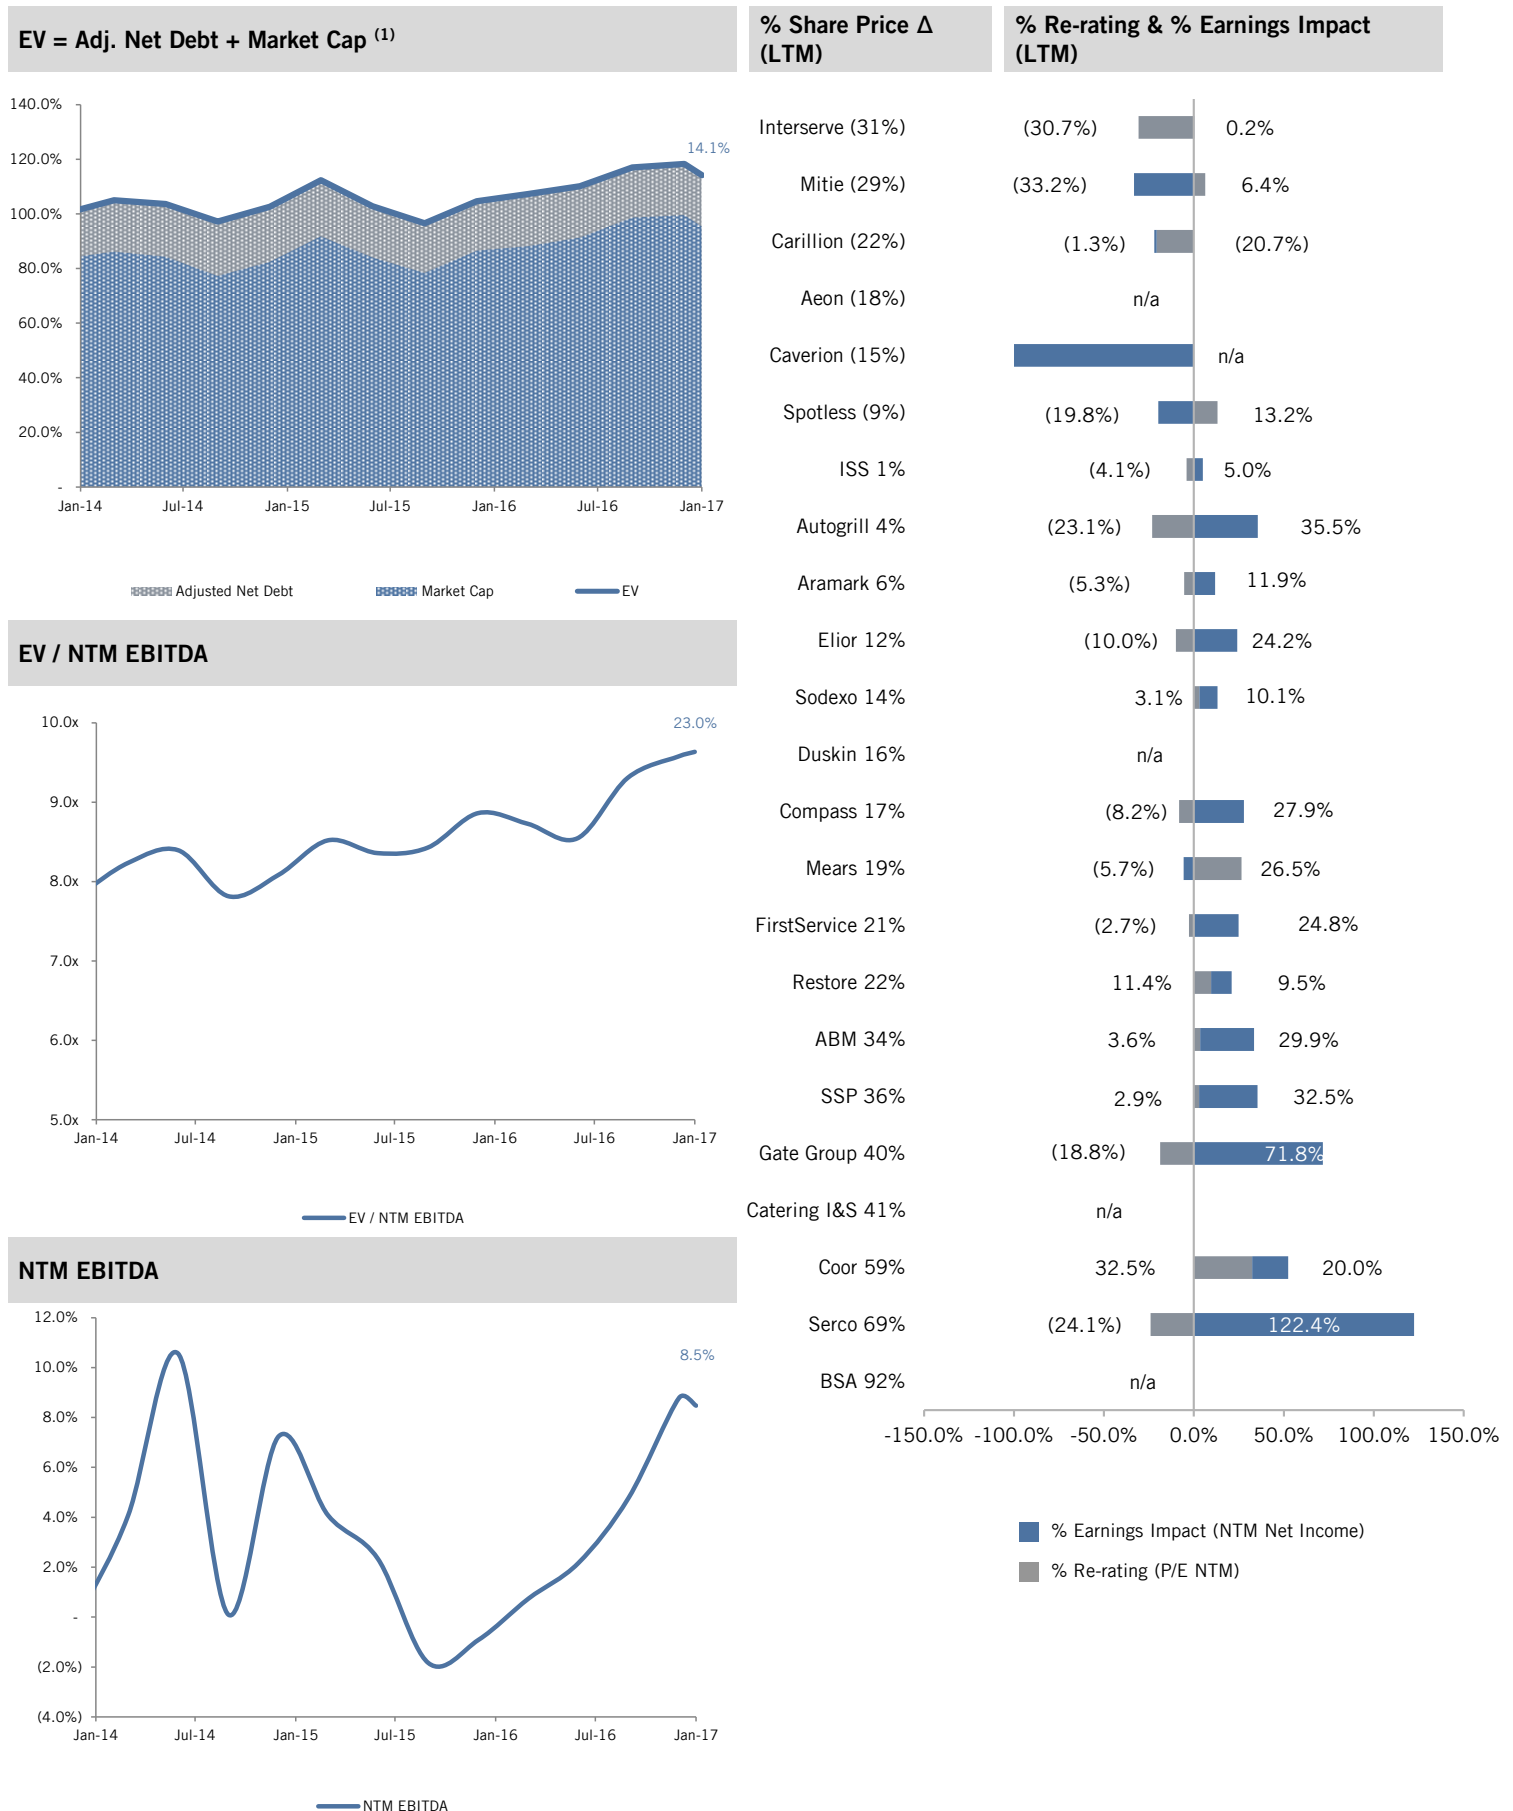 EV = Adj. Net Debt + Market Cap (1)
140.0%
120.0%
100.0%
80.0%
60.0%
40.0%
20.0%
-
14.1%
Jan-14 Jul-14 Jan-15 Jul-15 Jan-16 Jul-16 Jan-17
Adjusted Net Debt Market Cap EV
EV / NTM EBITDA
10.0x
9.0x
8.0x
7.0x
6.0x
5.0x
23.0%
Jan-14 Jul-14 Jan-15 Jul-15 Jan-16 Jul-16 Jan-17
EV / NTM EBITDA
NTM EBITDA
12.0%
10.0%
8.0%
6.0%
4.0%
2.0%
-
(2.0%)
(4.0%)
8.5%
Jan-14 Jul-14 Jan-15 Jul-15 Jan-16 Jul-16 Jan-17
NTM EBITDA
% Share Price Δ
(LTM)
% Re-rating & % Earnings Impact
(LTM)
Interserve (31%) (30.7%) 0.2%
Mitie (29%) (33.2%) 6.4%
Carillion (22%) (1.3%) (20.7%)
Aeon (18%) n/a
Caverion (15%) n/a
Spotless (9%) (19.8%) 13.2%
ISS 1% (4.1%) 5.0%
Autogrill 4% (23.1%) 35.5%
Aramark 6% (5.3%) 11.9%
Elior 12% (10.0%) 24.2%
Sodexo 14% 3.1% 10.1%
Duskin 16% n/a
Compass 17% (8.2%) 27.9%
Mears 19% (5.7%) 26.5%
FirstService 21% (2.7%) 24.8%
Restore 22% 11.4% 9.5%
ABM 34% 3.6% 29.9%
SSP 36% 2.9% 32.5%
Gate Group 40% (18.8%) 71.8%
Catering I&S 41% n/a
Coor 59% 32.5% 20.0%
Serco 69% (24.1%) 122.4%
BSA 92% n/a
-150.0% -100.0% -50.0% 0.0% 50.0% 100.0% 150.0%
% Earnings Impact (NTM Net Income)
% Re-rating (P/E NTM)